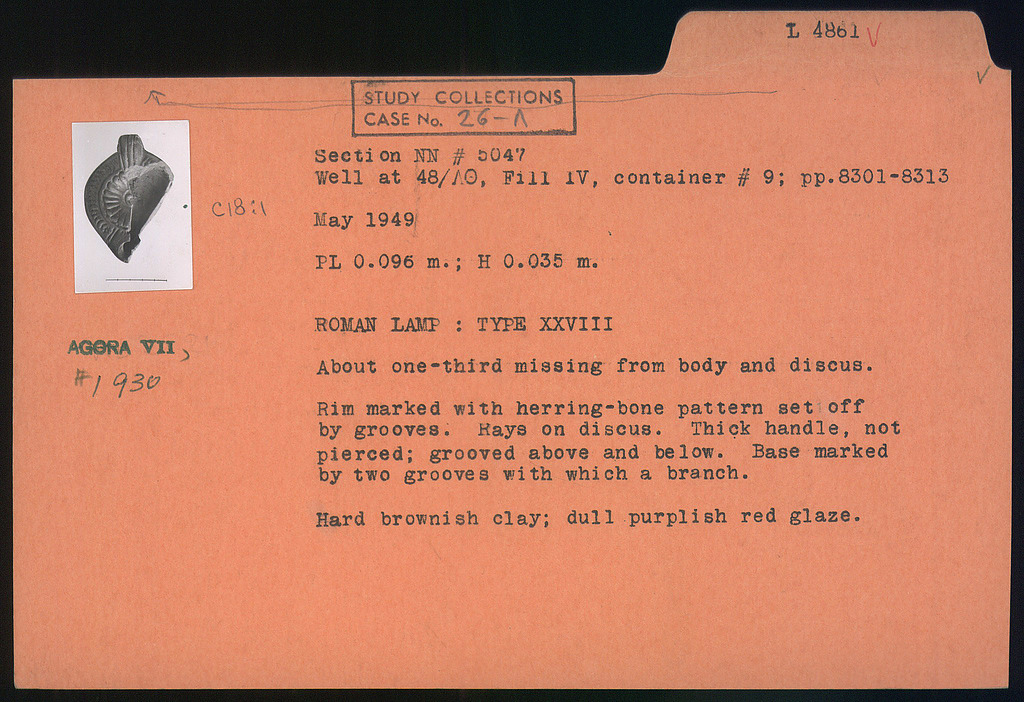 L 4861
STUDY COLLECTIONS
CASE No. 26-Λ
Section NN # 5047
Well at 48/ΛΘ, Fill IV, container # 9; pp.8301-8313
C18:1
May 1949
PL 0.096 m.; H 0.035 m.
ROMAN LAMP : TYPE XXVIII
AGORA VII,
#1930
About one-third missing from body and discus.
Rim marked with herring-bone pattern set off
by grooves. Rays on discus. Thick handle, not
pierced; grooved above and below. Base marked
by two grooves with which a branch.
Hard brownish clay; dull purplish red glaze.